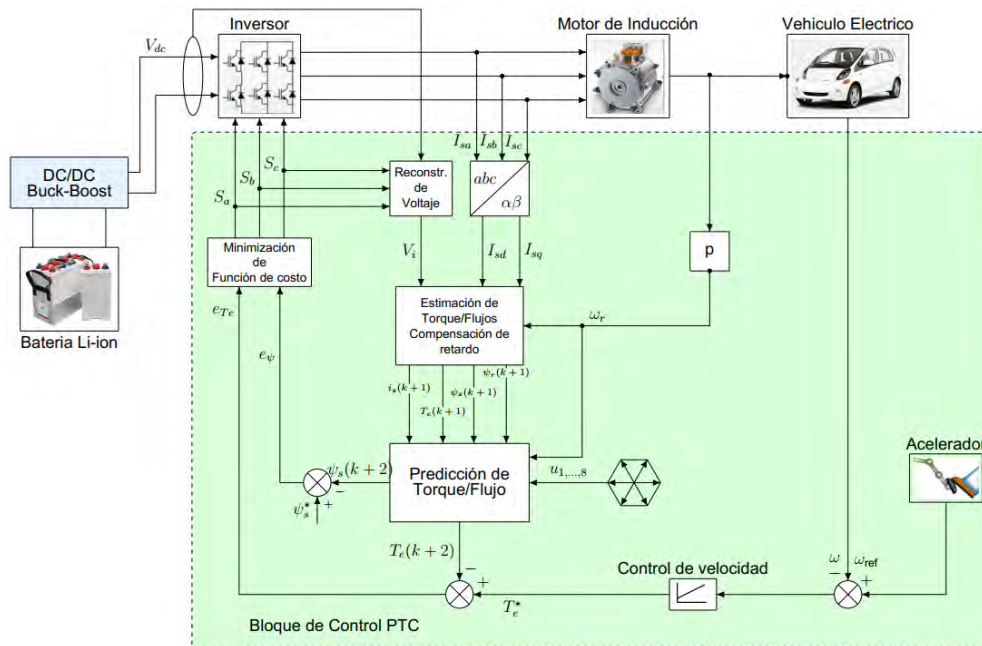 Inversor
Motor de Inducción
Vehiculo Electrico
V_dc
DC/DC
Buck-Boost
Bateria Li-ion
I_sa
I_sb
I_sc
S_c
S_b
S_a
Reconstr.
de
Voltaje
abc
αβ
Minimización
de
Función de costo
V_i
I_sd
I_sq
p
e_Te
e_ψ
Estimación de
Torque/Flujos
Compensación de
retardo
ω_r
i_s(k+1)
T_e(k+1)
ψ_s(k+1)
ψ_r(k+1)
Predicción de
Torque/Flujo
u_1,...,8
ψ_s(k+2)
−
+
ψ_s^*
Acelerador
T_e(k+2)
−
+
T_e^*
Control de velocidad
ω
−
ω_ref
+
Bloque de Control PTC